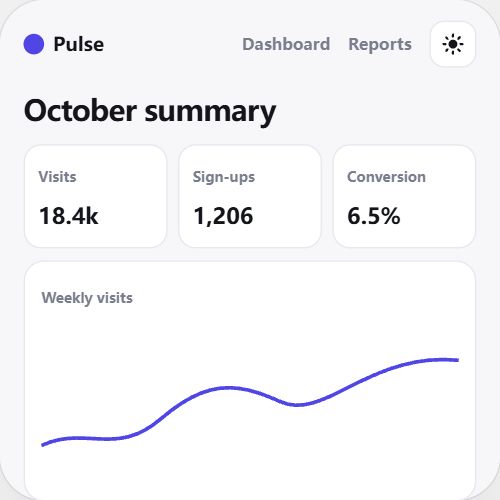 Pulse Dashboard Reports
October summary
Visits Sign-ups Conversion
18.4k 1,206 6.5%
Weekly visits